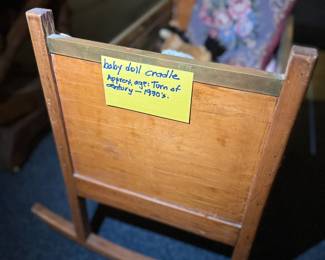 baby doll cradle
Approx. age: Turn of
century — 1930's.